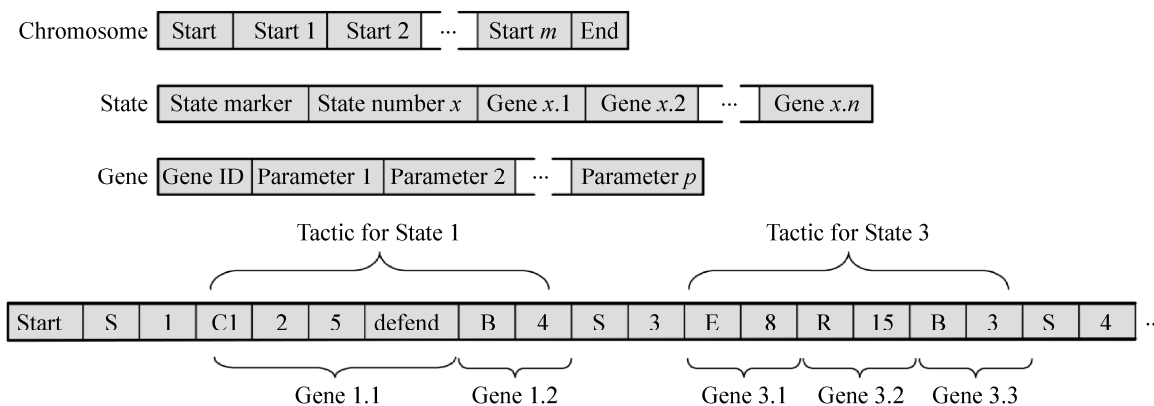 Chromosome Start Start 1 Start 2 ... Start m End
State State marker State number x Gene x.1 Gene x.2 ... Gene x.n
Gene Gene ID Parameter 1 Parameter 2 ... Parameter p
Tactic for State 1 Tactic for State 3
Start S 1 C1 2 5 defend B 4 S 3 E 8 R 15 B 3 S 4 ..
Gene 1.1 Gene 1.2 Gene 3.1 Gene 3.2 Gene 3.3